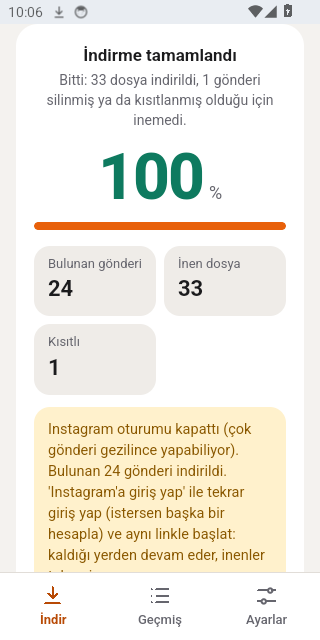 10:06
İndirme tamamlandı
Bitti: 33 dosya indirildi, 1 gönderi
silinmiş ya da kısıtlanmış olduğu için
inemedi.
100 %
Bulunan gönderi
24
İnen dosya
33
Kısıtlı
1
Instagram oturumu kapattı (çok
gönderi gezilince yapabiliyor).
Bulunan 24 gönderi indirildi.
'Instagram'a giriş yap' ile tekrar
giriş yap (istersen başka bir
hesapla) ve aynı linkle başlat:
kaldığı yerden devam eder, inenler
İndir
Geçmiş
Ayarlar